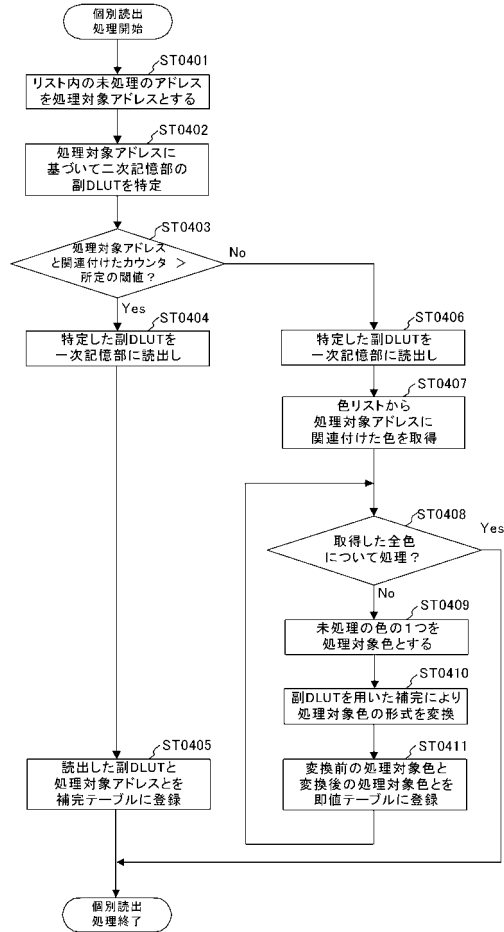 個別読出
処理開始
ST0401
リスト内の未処理のアドレス
を処理対象アドレスとする
ST0402
処理対象アドレスに
基づいて二次記憶部の
副DLUTを特定
ST0403
処理対象アドレス
と関連付けたカウンタ >
所定の閾値?
No
Yes
ST0404
特定した副DLUTを
一次記憶部に読出し
ST0406
特定した副DLUTを
一次記憶部に読出し
ST0407
色リストから
処理対象アドレスに
関連付けた色を取得
ST0408
取得した全色
について処理?
Yes
No
ST0409
未処理の色の1つを
処理対象色とする
ST0410
副DLUTを用いた補完により
処理対象色の形式を変換
ST0405
読出した副DLUTと
処理対象アドレスとを
補完テーブルに登録
ST0411
変換前の処理対象色と
変換後の処理対象色とを
即値テーブルに登録
個別読出
処理終了